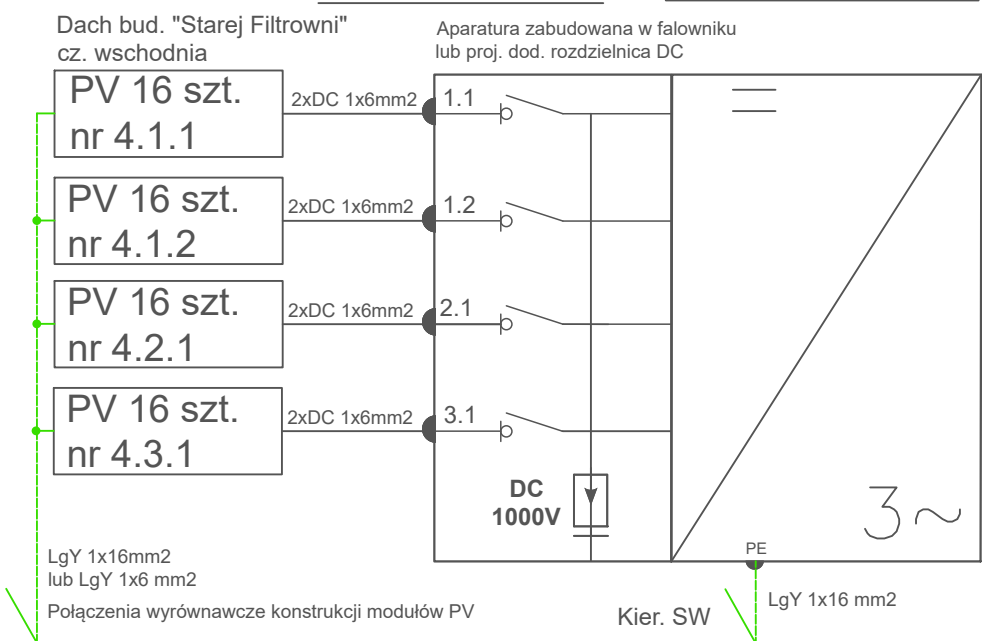 Dach bud. "Starej Filtrowni"
cz. wschodnia
Aparatura zabudowana w falowniku
lub proj. dod. rozdzielnica DC
PV 16 szt.
nr 4.1.1
2xDC 1x6mm2
1.1
PV 16 szt.
nr 4.1.2
2xDC 1x6mm2
1.2
PV 16 szt.
nr 4.2.1
2xDC 1x6mm2
2.1
PV 16 szt.
nr 4.3.1
2xDC 1x6mm2
3.1
DC
1000V
3~
PE
LgY 1x16mm2
lub LgY 1x6 mm2
Połączenia wyrównawcze konstrukcji modułów PV
Kier. SW
LgY 1x16 mm2